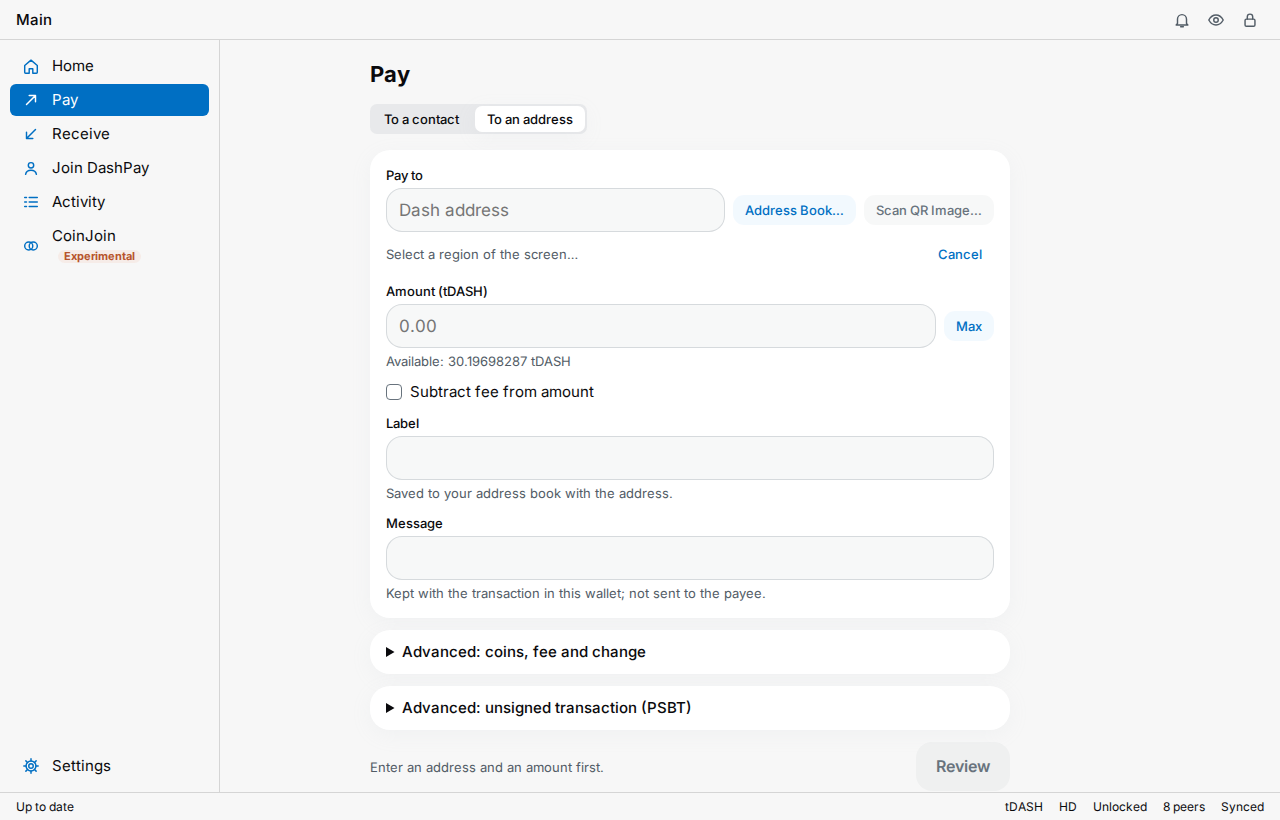 Main
Home
Pay
Receive
Join DashPay
Activity
CoinJoin
Experimental
Settings
Pay
To a contact
To an address
Pay to
Dash address
Address Book...
Scan QR Image...
Select a region of the screen...
Cancel
Amount (tDASH)
0.00
Max
Available: 30.19698287 tDASH
Subtract fee from amount
Label
Saved to your address book with the address.
Message
Kept with the transaction in this wallet; not sent to the payee.
Advanced: coins, fee and change
Advanced: unsigned transaction (PSBT)
Enter an address and an amount first.
Review
Up to date
tDASH
HD
Unlocked
8 peers
Synced